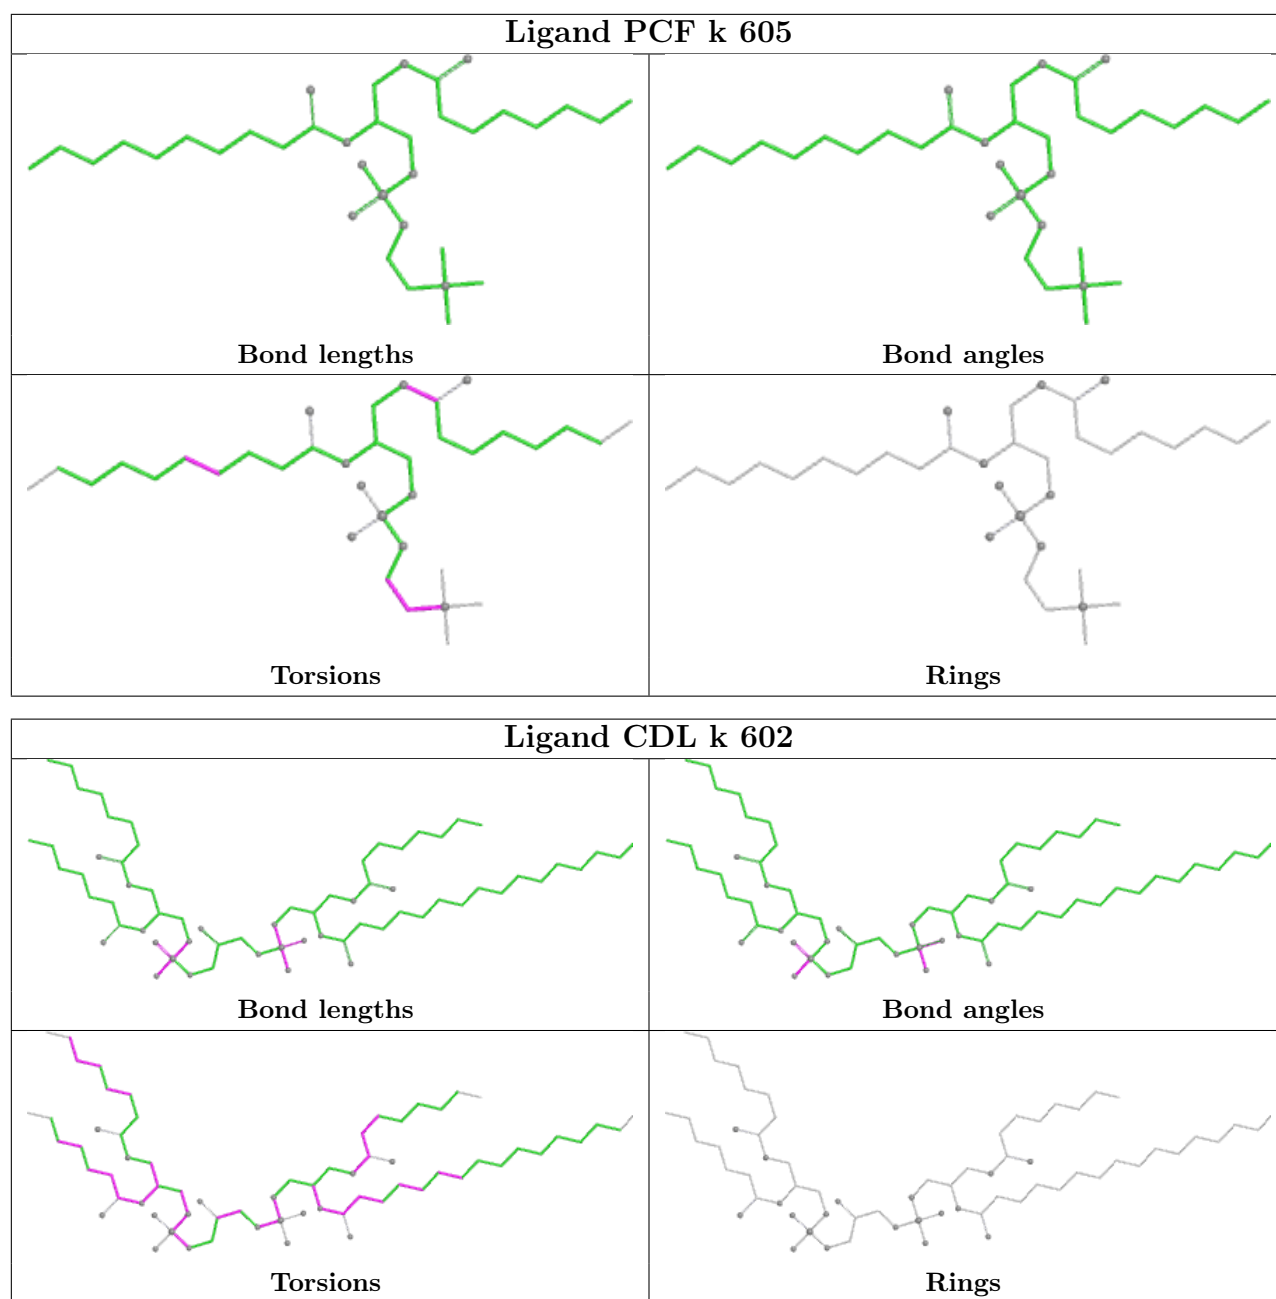 Ligand PCF k 605
Bond lengths
Bond angles
Torsions
Rings
Ligand CDL k 602
Bond lengths
Bond angles
Torsions
Rings